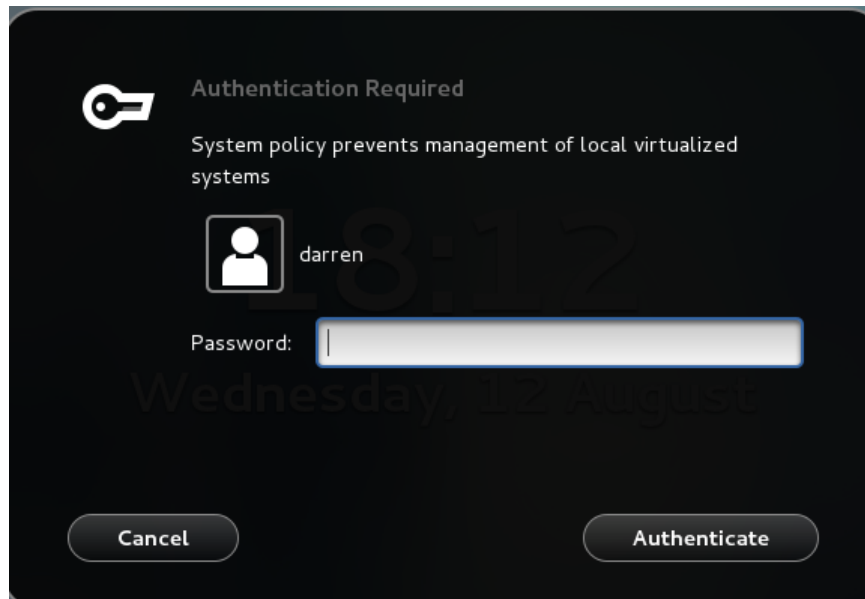 Authentication Required
System policy prevents management of local virtualized
systems
18:12
darren
Password:
Wednesday, 12 August
Cancel
Authenticate